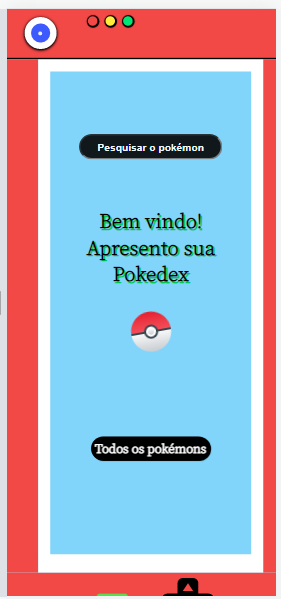 Pesquisar o pokémon
Bem vindo!
Apresento sua
Pokedex
Todos os pokémons